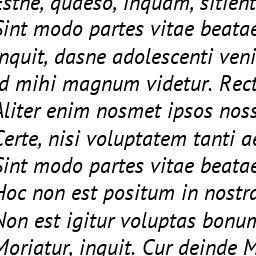 Estne, quaeso, inquam, sitient
Sint modo partes vitae beatae
inquit, dasne adolescenti veni
id mihi magnum videtur. Rect
Aliter enim nosmet ipsos noss
Certe, nisi voluptatem tanti ae
Sint modo partes vitae beatae
Hoc non est positum in nostra
Non est igitur voluptas bonum
Moriatur, inquit. Cur deinde M